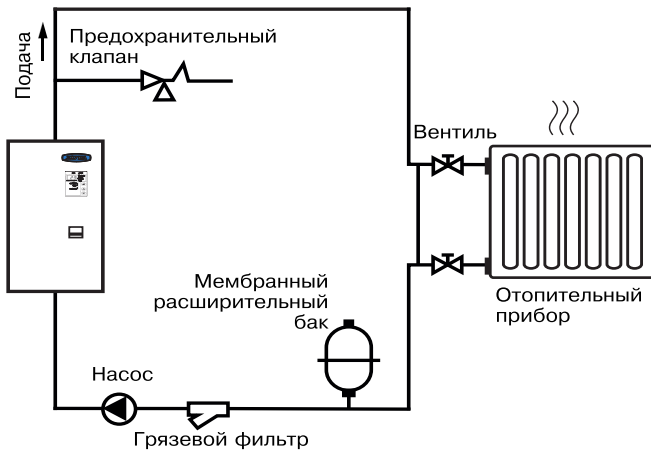 Подача
Предохранительный
клапан
Вентиль
Мембранный
расширительный
бак
Отопительный
прибор
Насос
Грязевой фильтр